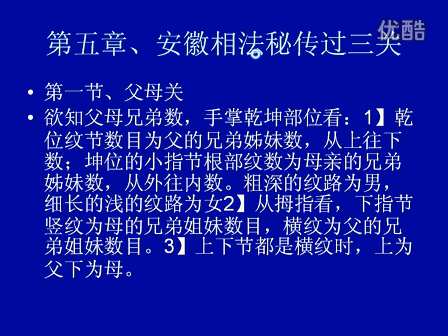 优酷
第五章、安徽相法秘传过三关
• 第一节、父母关
• 欲知父母兄弟数，手掌乾坤部位看：1】乾
位纹节数目为父的兄弟姊妹数，从上往下
数；坤位的小指节根部纹数为母亲的兄弟
姊妹数，从外往内数。粗深的纹路为男，
细长的浅的纹路为女2】从拇指看，下指节
竖纹为母的兄弟姐妹数目，横纹为父的兄
弟姐妹数目。3】上下节都是横纹时，上为
父下为母。